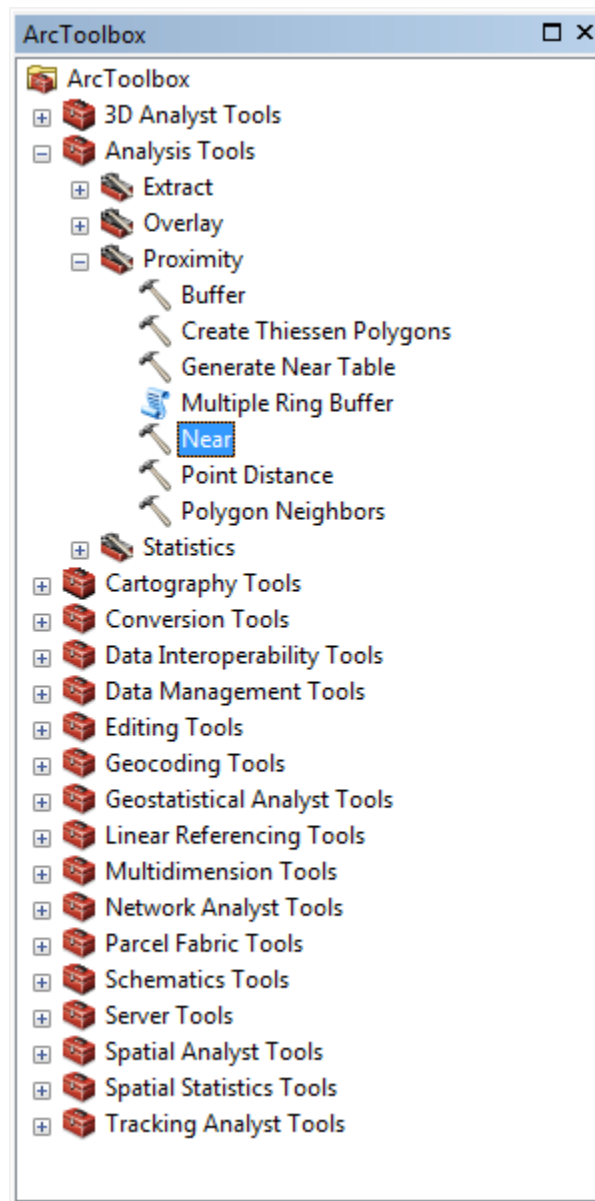 ArcToolbox
ArcToolbox
3D Analyst Tools
Analysis Tools
Extract
Overlay
Proximity
Buffer
Create Thiessen Polygons
Generate Near Table
Multiple Ring Buffer
Near
Point Distance
Polygon Neighbors
Statistics
Cartography Tools
Conversion Tools
Data Interoperability Tools
Data Management Tools
Editing Tools
Geocoding Tools
Geostatistical Analyst Tools
Linear Referencing Tools
Multidimension Tools
Network Analyst Tools
Parcel Fabric Tools
Schematics Tools
Server Tools
Spatial Analyst Tools
Spatial Statistics Tools
Tracking Analyst Tools